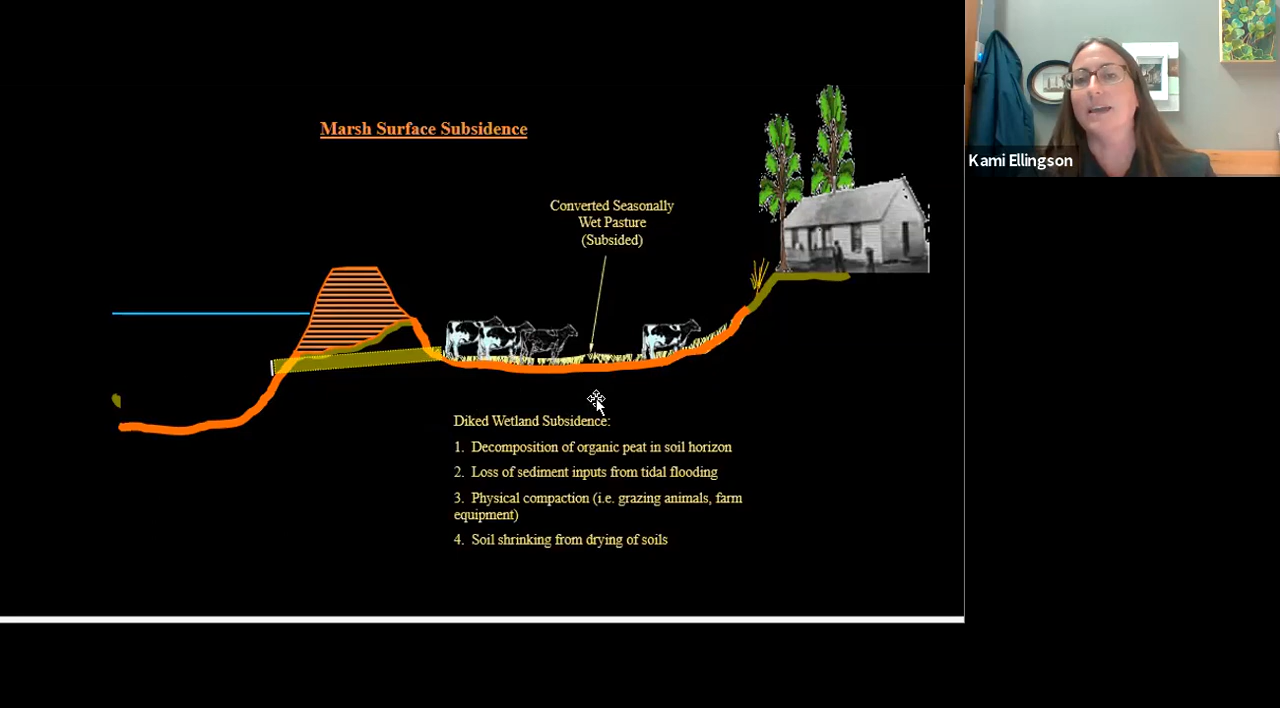 Marsh Surface Subsidence
Kami Ellingson
Converted Seasonally
Wet Pasture
(Subsided)
Diked Wetland Subsidence:
1. Decomposition of organic peat in soil horizon
2. Loss of sediment inputs from tidal flooding
3. Physical compaction (i.e. grazing animals, farm
equipment)
4. Soil shrinking from drying of soils